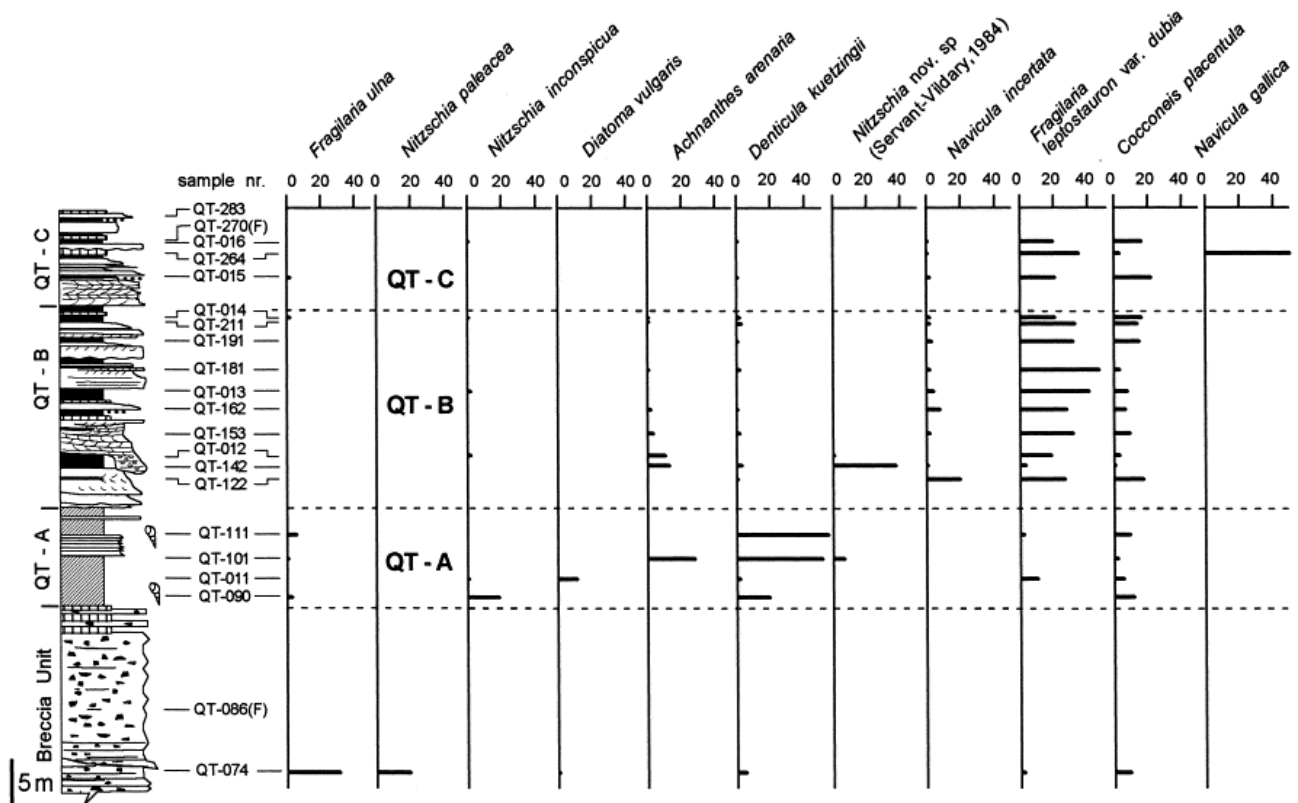 Fragilaria ulna
Nitzschia paleacea
Nitzschia inconspicua
Diatoma vulgaris
Achnanthes arenaria
Denticula kuetzingii
Nitzschia nov. sp
(Servant-Vildary, 1984)
Navicula incertata
Fragilaria
leptostauron var. dubia
Cocconeis placentula
Navicula gallica
sample nr.
0 20 40 0 20 40 0 20 40 0 20 40 0 20 40 0 20 40 0 20 40 0 20 40 0 20 40 0 20 40 0 20 40
QT-283
QT-270(F)
QT-016
QT-264
QT-015
QT-014
QT-211
QT-191
QT-181
QT-013
QT-162
QT-153
QT-012
QT-142
QT-122
QT-111
QT-101
QT-011
QT-090
QT-086(F)
QT-074
QT - C
QT - B
QT - A
Breccia Unit
QT - C
QT - B
QT - A
5 m